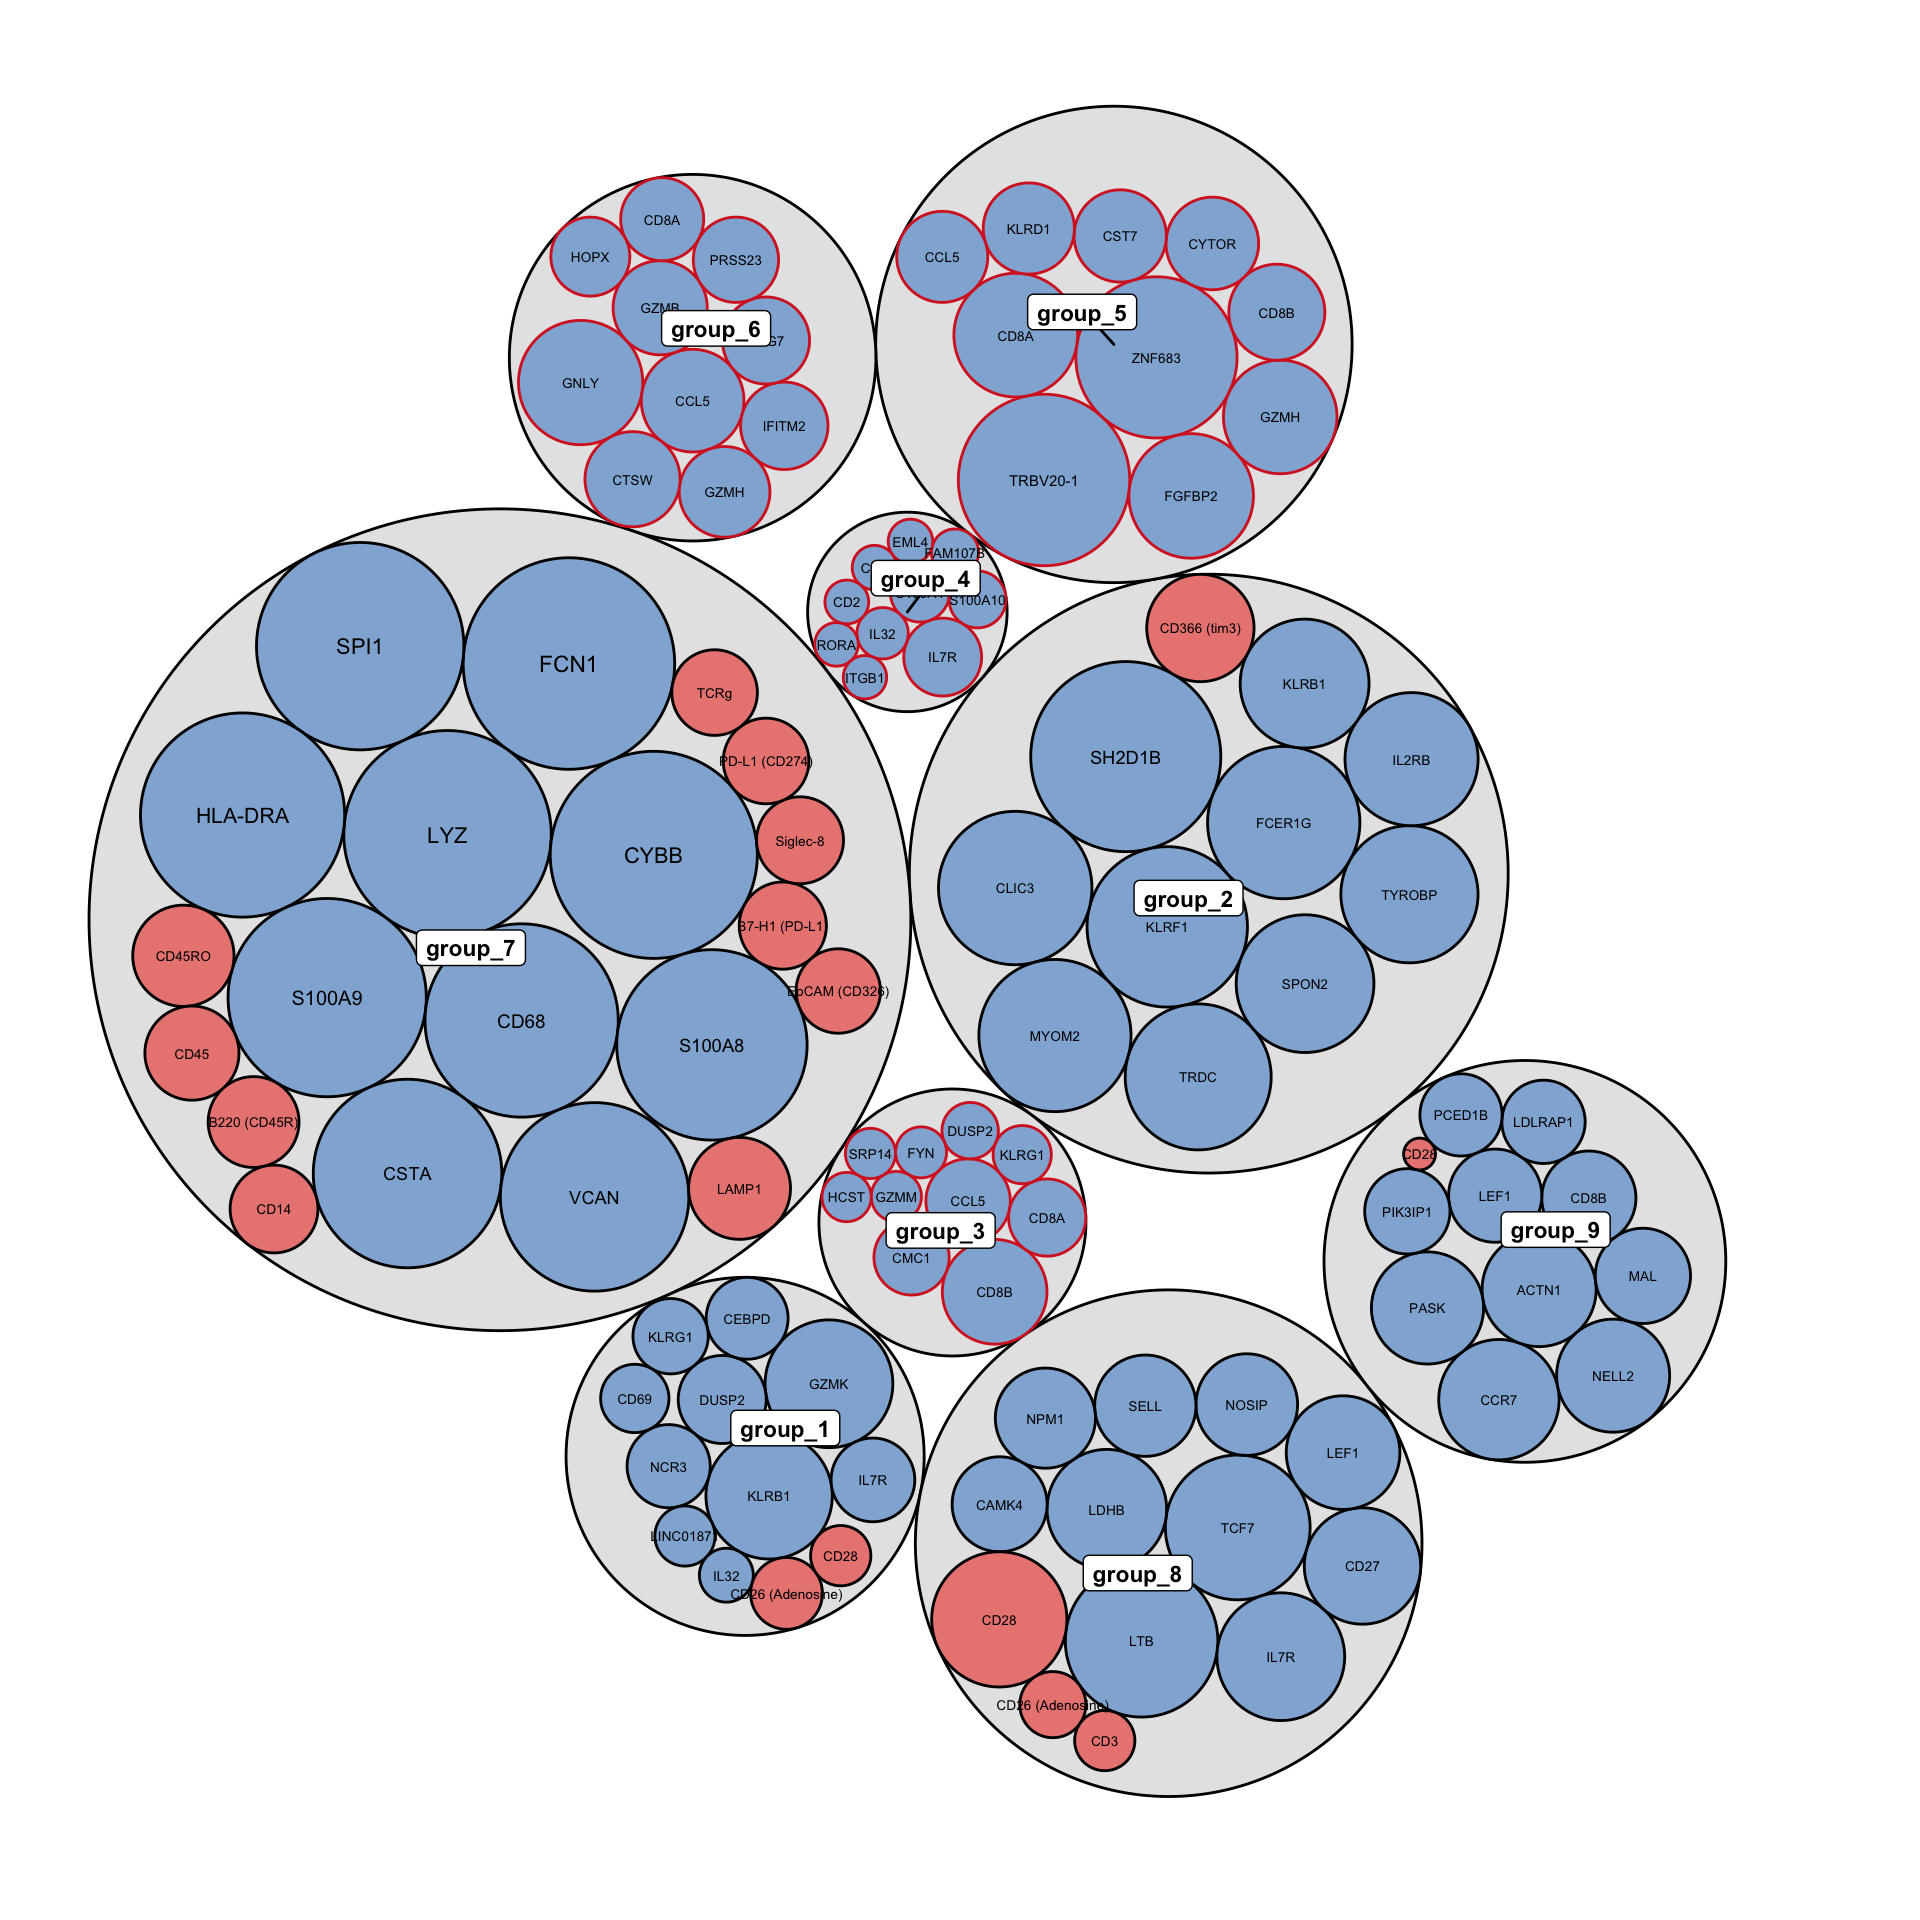 CD8A
HOPX
PRSS23
GZMB
group_6
GNLY
CCL5
IFITM2
CTSW
GZMH
KLRD1
CST7
CYTOR
CCL5
group_5
CD8B
CD8A
ZNF683
GZMH
TRBV20-1
FGFBP2
EML4
FAM107B
group_4
CD2
S100A10
IL32
RORA
IL7R
ITGB1
SPI1
FCN1
TCRg
PD-L1 (CD274)
HLA-DRA
LYZ
Siglec-8
CYBB
B7-H1 (PD-L1
group_7
CD45RO
EpCAM (CD326)
S100A9
CD68
S100A8
CD45
B220 (CD45R)
CSTA
VCAN
LAMP1
CD14
CD366 (tim3)
KLRB1
SH2D1B
IL2RB
FCER1G
CLIC3
TYROBP
group_2
KLRF1
SPON2
MYOM2
TRDC
DUSP2
SRP14
FYN
KLRG1
HCST
GZMM
CCL5
CD8A
group_3
CMC1
CD8B
PCED1B
LDLRAP1
CD28
LEF1
CD8B
PIK3IP1
group_9
MAL
ACTN1
PASK
NELL2
CCR7
CEBPD
KLRG1
GZMK
CD69
DUSP2
group_1
NCR3
IL7R
KLRB1
LINC0187
CD28
IL32
CD26 (Adenosine)
SELL
NOSIP
NPM1
LEF1
CAMK4
LDHB
TCF7
CD27
group_8
CD28
LTB
IL7R
CD26 (Adenosine)
CD3